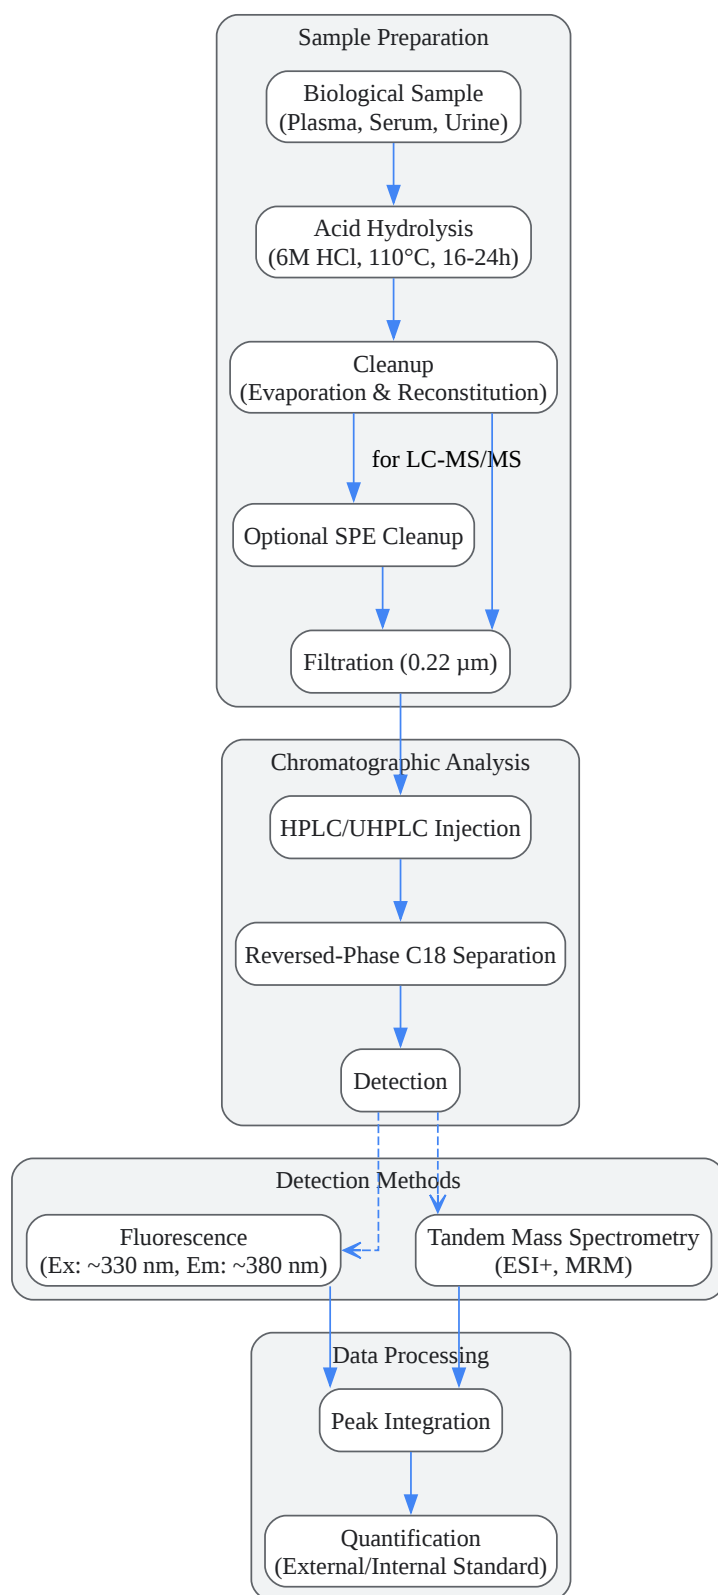 Sample Preparation
Biological Sample
(Plasma, Serum, Urine)
Acid Hydrolysis
(6M HCl, 110°C, 16-24h)
Cleanup
(Evaporation & Reconstitution)
for LC-MS/MS
Optional SPE Cleanup
Filtration (0.22 µm)
Chromatographic Analysis
HPLC/UHPLC Injection
Reversed-Phase C18 Separation
Detection
Detection Methods
Fluorescence
(Ex: ~330 nm, Em: ~380 nm)
Tandem Mass Spectrometry
(ESI+, MRM)
Data Processing
Peak Integration
Quantification
(External/Internal Standard)